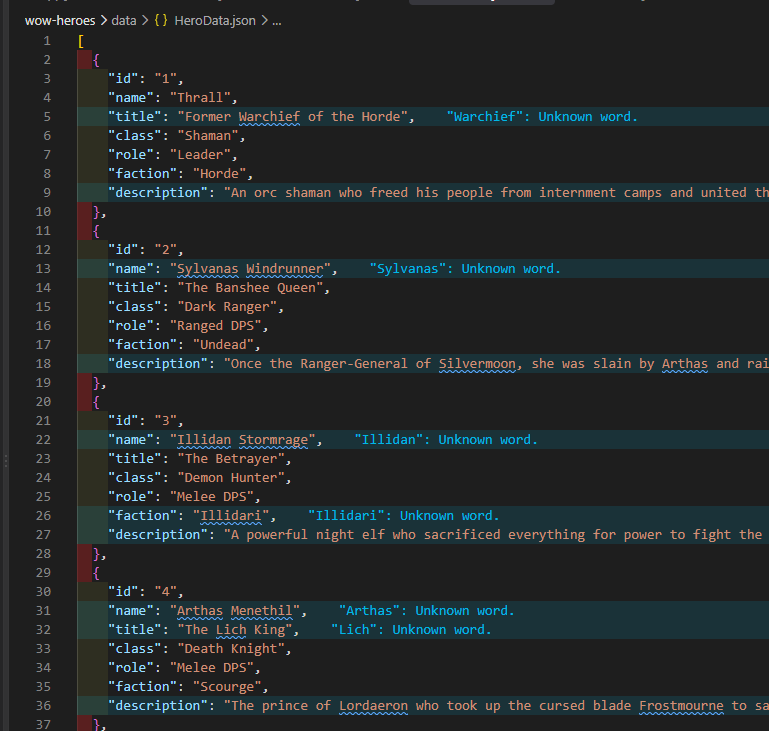 wow-heroes > data > {} HeroData.json > ...
1 [
2 {
3 "id": "1",
4 "name": "Thrall",
5 "title": "Former Warchief of the Horde", "Warchief": Unknown word.
6 "class": "Shaman",
7 "role": "Leader",
8 "faction": "Horde",
9 "description": "An orc shaman who freed his people from internment camps and united th
10 },
11 {
12 "id": "2",
13 "name": "Sylvanas Windrunner", "Sylvanas": Unknown word.
14 "title": "The Banshee Queen",
15 "class": "Dark Ranger",
16 "role": "Ranged DPS",
17 "faction": "Undead",
18 "description": "Once the Ranger-General of Silvermoon, she was slain by Arthas and rai
19 },
20 {
21 "id": "3",
22 "name": "Illidan Stormrage", "Illidan": Unknown word.
23 "title": "The Betrayer",
24 "class": "Demon Hunter",
25 "role": "Melee DPS",
26 "faction": "Illidari", "Illidari": Unknown word.
27 "description": "A powerful night elf who sacrificed everything for power to fight the
28 },
29 {
30 "id": "4",
31 "name": "Arthas Menethil", "Arthas": Unknown word.
32 "title": "The Lich King", "Lich": Unknown word.
33 "class": "Death Knight",
34 "role": "Melee DPS",
35 "faction": "Scourge",
36 "description": "The prince of Lordaeron who took up the cursed blade Frostmourne to sa
37 },